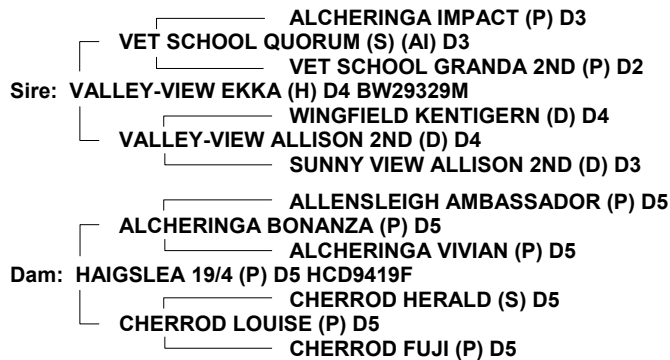 ALCHERINGA IMPACT (P) D3
VET SCHOOL QUORUM (S) (AI) D3
VET SCHOOL GRANDA 2ND (P) D2
Sire: VALLEY-VIEW EKKA (H) D4 BW29329M
WINGFIELD KENTIGERN (D) D4
VALLEY-VIEW ALLISON 2ND (D) D4
SUNNY VIEW ALLISON 2ND (D) D3
ALLENSLEIGH AMBASSADOR (P) D5
ALCHERINGA BONANZA (P) D5
ALCHERINGA VIVIAN (P) D5
Dam: HAIGSLEA 19/4 (P) D5 HCD9419F
CHERROD HERALD (S) D5
CHERROD LOUISE (P) D5
CHERROD FUJI (P) D5